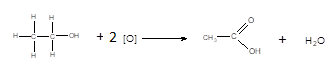 H H O
H C C OH + 2 [O] CH3 C + H2O
H H OH